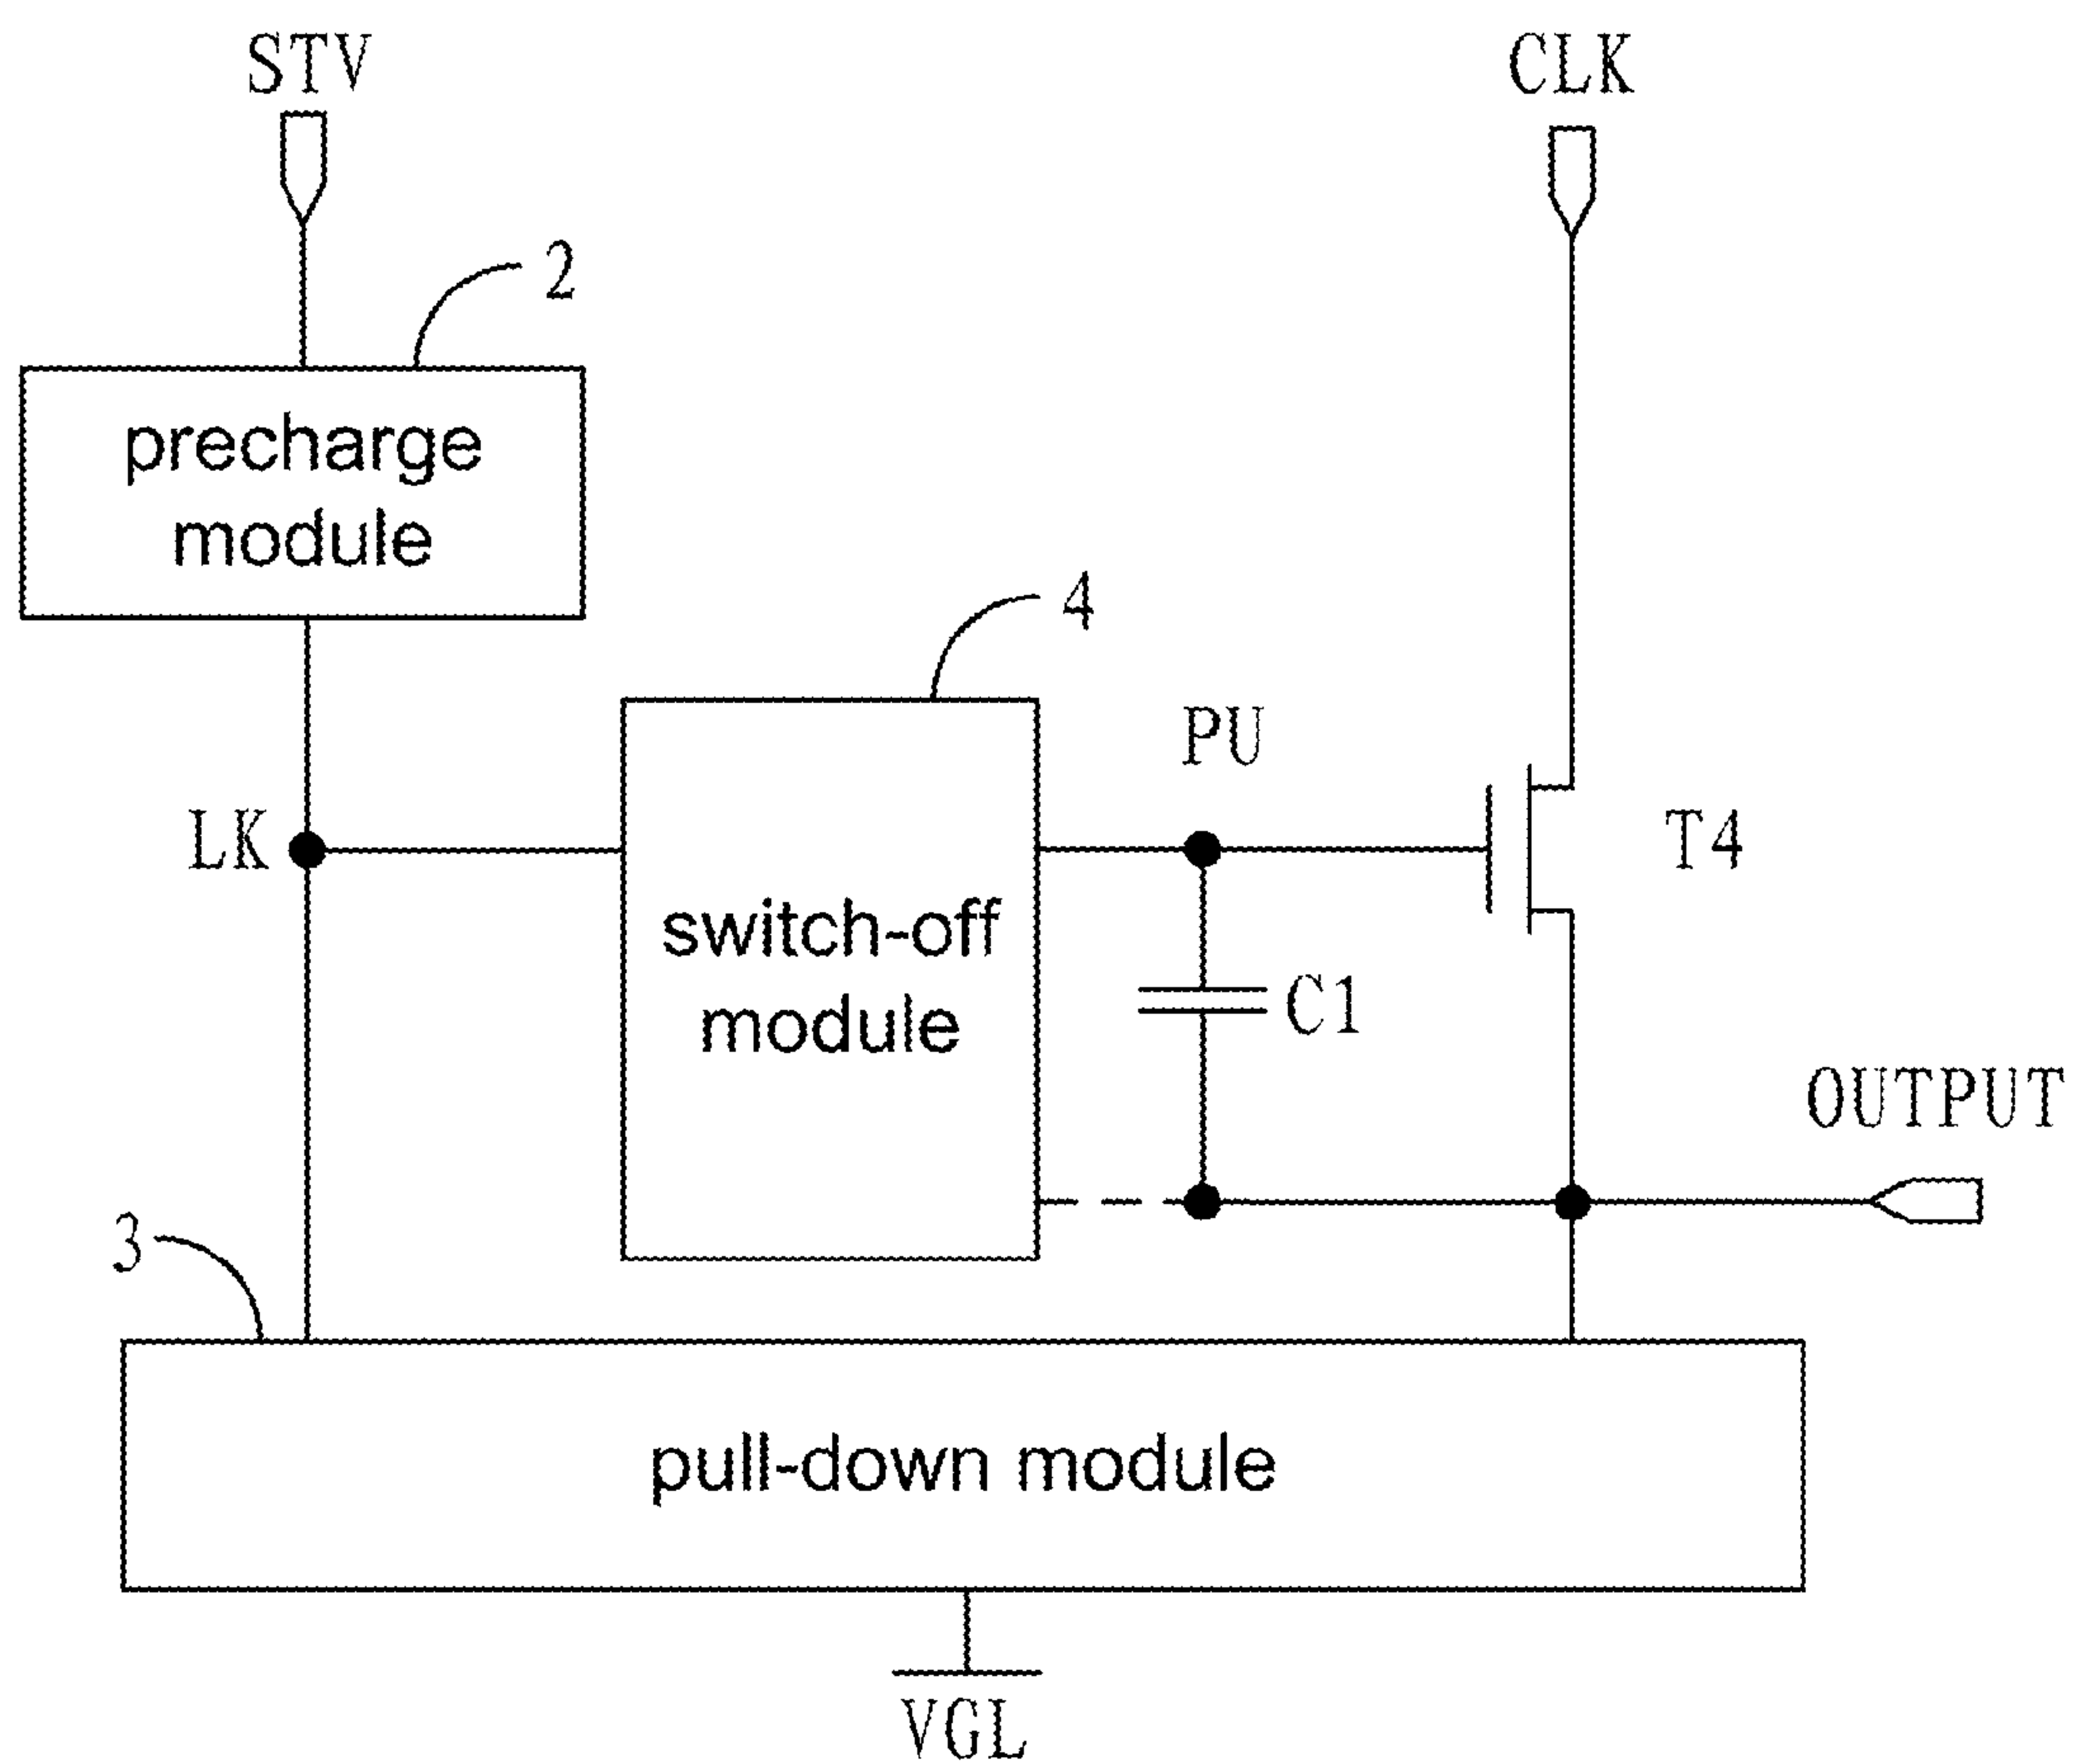 STV
CLK
2
precharge
module
4
PU
LK
T4
switch-off
module
C1
OUTPUT
3
pull-down module
VGL